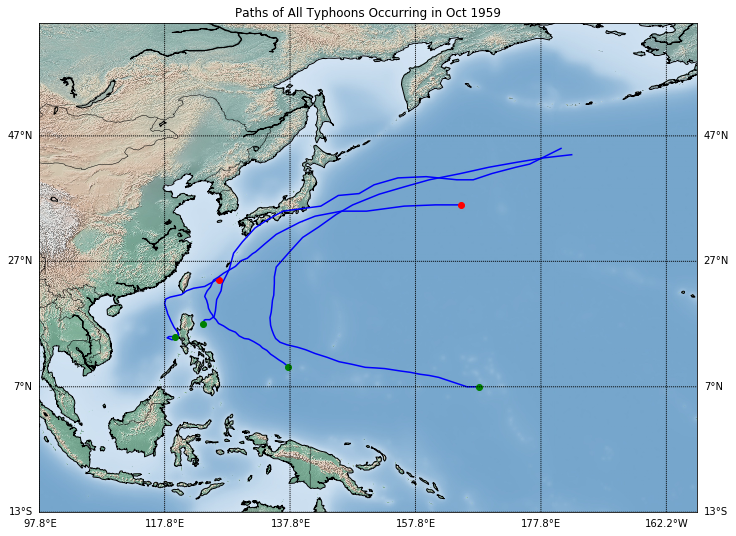 Paths of All Typhoons Occurring in Oct 1959
47°N 47°N
27°N 27°N
7°N 7°N
13°S 13°S
97.8°E 117.8°E 137.8°E 157.8°E 177.8°E 162.2°W